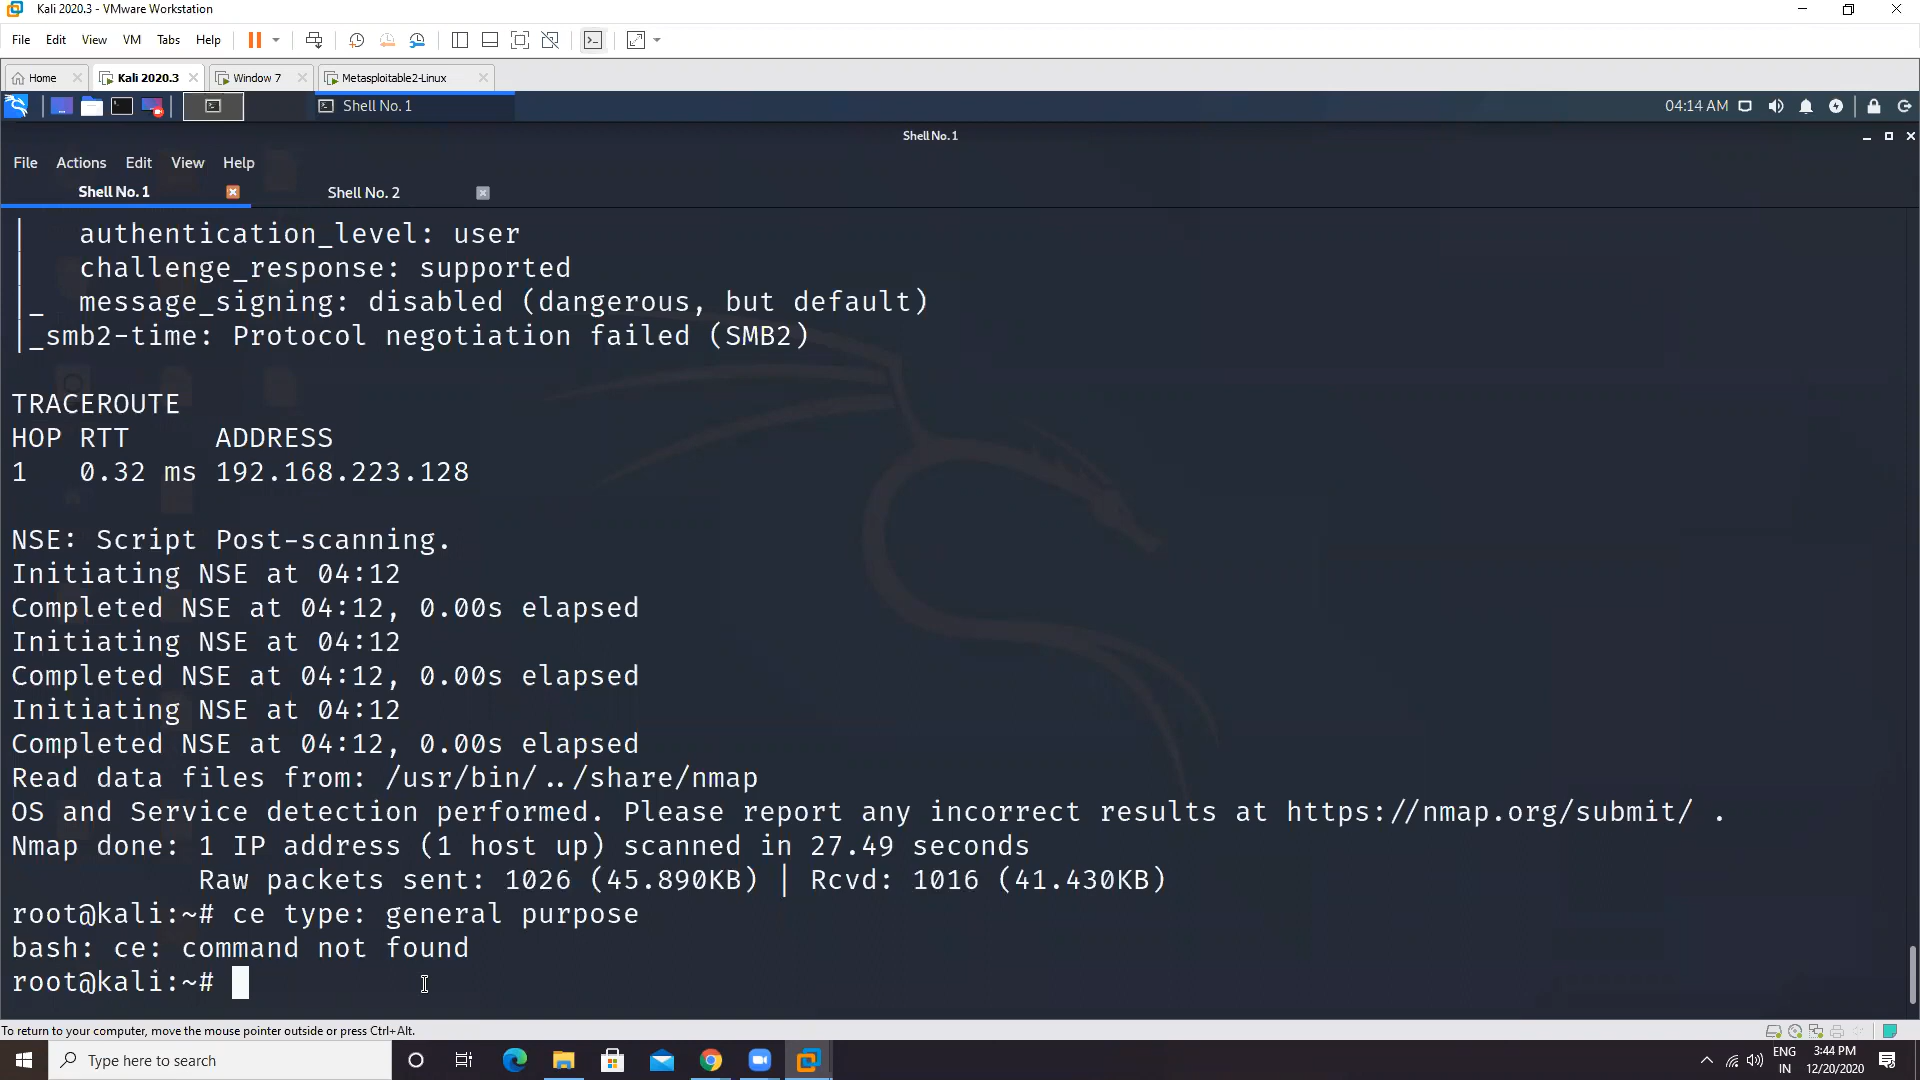 Kali 2020.3 - VMware Workstation
File Edit View VM Tabs Help
Home Kali 2020.3 Window 7 Metasploitable2-Linux
Shell No. 1 04:14 AM
Shell No.1
File Actions Edit View Help
Shell No. 1 Shell No. 2
|   authentication_level: user
|   challenge_response: supported
|_  message_signing: disabled (dangerous, but default)
|_smb2-time: Protocol negotiation failed (SMB2)
TRACEROUTE
HOP RTT     ADDRESS
1   0.32 ms 192.168.223.128
NSE: Script Post-scanning.
Initiating NSE at 04:12
Completed NSE at 04:12, 0.00s elapsed
Initiating NSE at 04:12
Completed NSE at 04:12, 0.00s elapsed
Initiating NSE at 04:12
Completed NSE at 04:12, 0.00s elapsed
Read data files from: /usr/bin/../share/nmap
OS and Service detection performed. Please report any incorrect results at https://nmap.org/submit/ .
Nmap done: 1 IP address (1 host up) scanned in 27.49 seconds
           Raw packets sent: 1026 (45.890KB) | Rcvd: 1016 (41.430KB)
root@kali:~# ce type: general purpose
bash: ce: command not found
root@kali:~#
To return to your computer, move the mouse pointer outside or press Ctrl+Alt.
Type here to search
ENG 3:44 PM
IN 12/20/2020